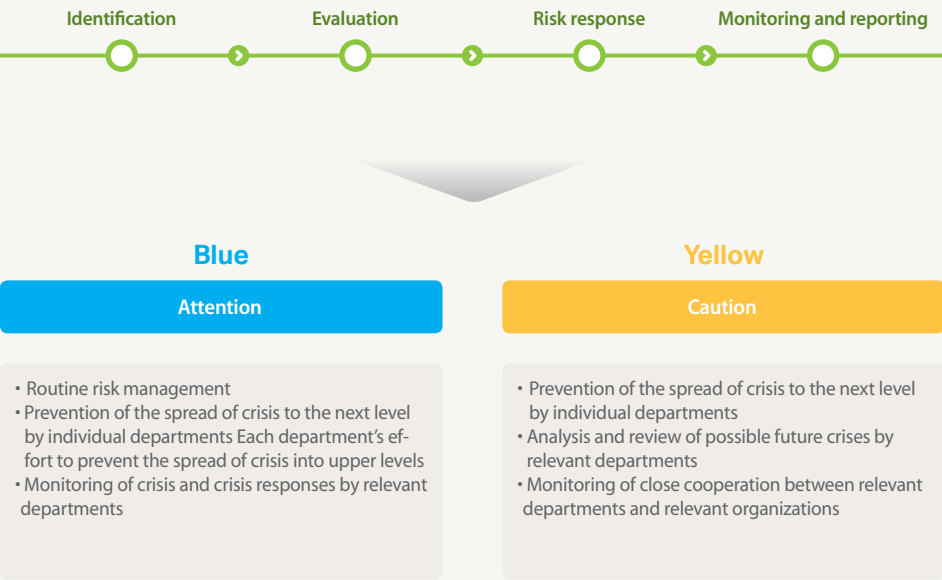 Identification
Evaluation
Risk response
Monitoring and reporting
Blue
Attention
• Routine risk management
• Prevention of the spread of crisis to the next level
by individual departments Each department's ef-
fort to prevent the spread of crisis into upper levels
• Monitoring of crisis and crisis responses by relevant
departments
Yellow
Caution
• Prevention of the spread of crisis to the next level
by individual departments
• Analysis and review of possible future crises by
relevant departments
• Monitoring of close cooperation between relevant
departments and relevant organizations